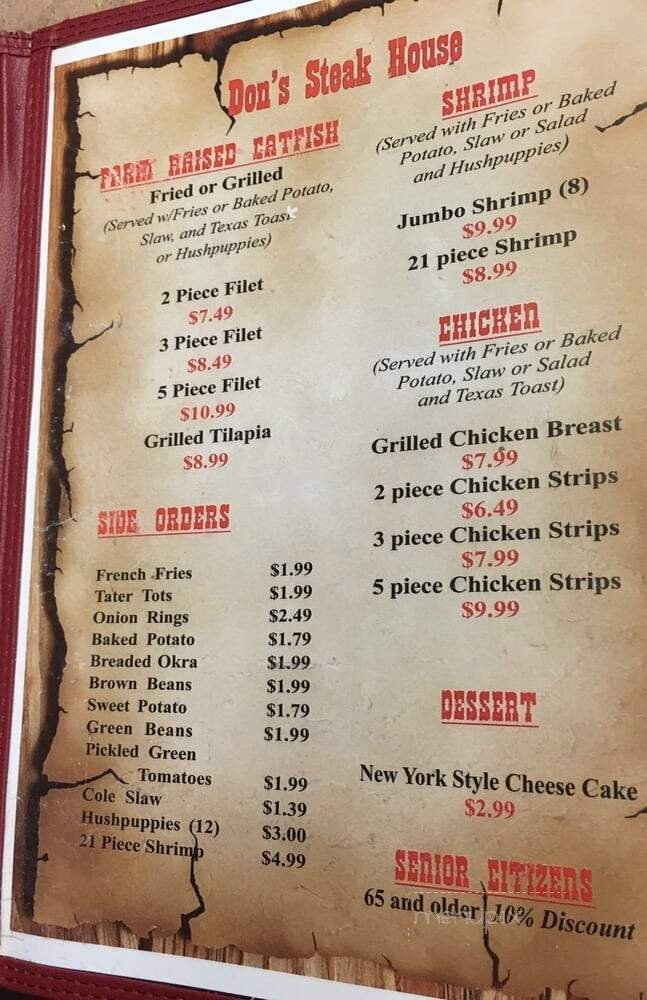 Don's Steak House
FARM RAISED CATFISH
Fried or Grilled
(Served w/Fries or Baked Potato,
Slaw, and Texas Toast
or Hushpuppies)
2 Piece Filet
$7.49
3 Piece Filet
$8.49
5 Piece Filet
$10.99
Grilled Tilapia
$8.99
SIDE ORDERS
French Fries $1.99
Tater Tots $1.99
Onion Rings $2.49
Baked Potato $1.79
Breaded Okra $1.99
Brown Beans $1.99
Sweet Potato $1.79
Green Beans $1.99
Pickled Green
Tomatoes $1.99
Cole Slaw $1.39
Hushpuppies (12) $3.00
21 Piece Shrimp $4.99
SHRIMP
(Served with Fries or Baked
Potato, Slaw or Salad
and Hushpuppies)
Jumbo Shrimp (8)
$9.99
21 piece Shrimp
$8.99
CHICKEN
(Served with Fries or Baked
Potato, Slaw or Salad
and Texas Toast)
Grilled Chicken Breast
$7.99
2 piece Chicken Strips
$6.49
3 piece Chicken Strips
$7.99
5 piece Chicken Strips
$9.99
DESSERT
New York Style Cheese Cake
$2.99
SENIOR CITIZENS
65 and older 10% Discount
menupix